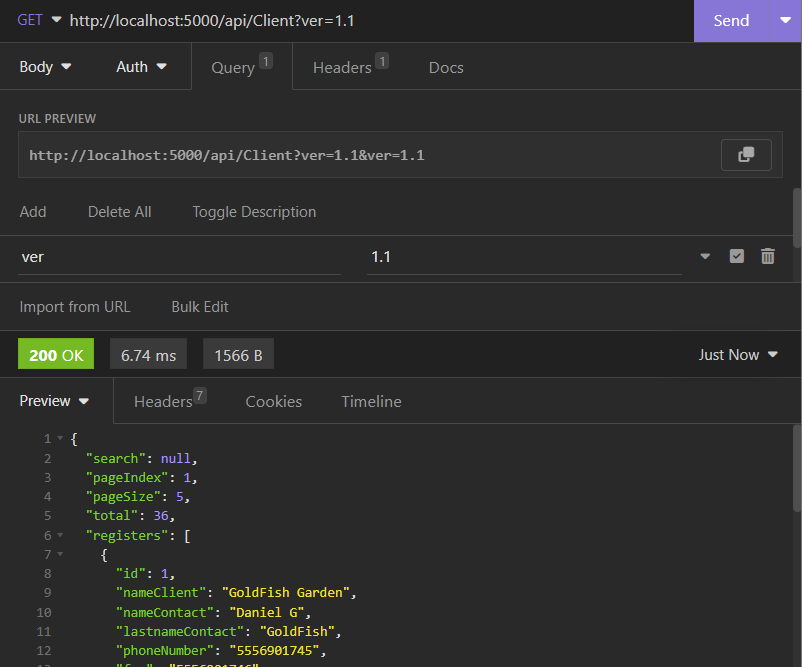 GET http://localhost:5000/api/Client?ver=1.1 Send
Body Auth Query 1 Headers 1 Docs
URL PREVIEW
http://localhost:5000/api/Client?ver=1.1&ver=1.1
Add Delete All Toggle Description
ver 1.1
Import from URL Bulk Edit
200 OK 6.74 ms 1566 B Just Now
Preview Headers 7 Cookies Timeline
1 {
2 "search": null,
3 "pageIndex": 1,
4 "pageSize": 5,
5 "total": 36,
6 "registers": [
7 {
8 "id": 1,
9 "nameClient": "GoldFish Garden",
10 "nameContact": "Daniel G",
11 "lastnameContact": "GoldFish",
12 "phoneNumber": "5556901745",